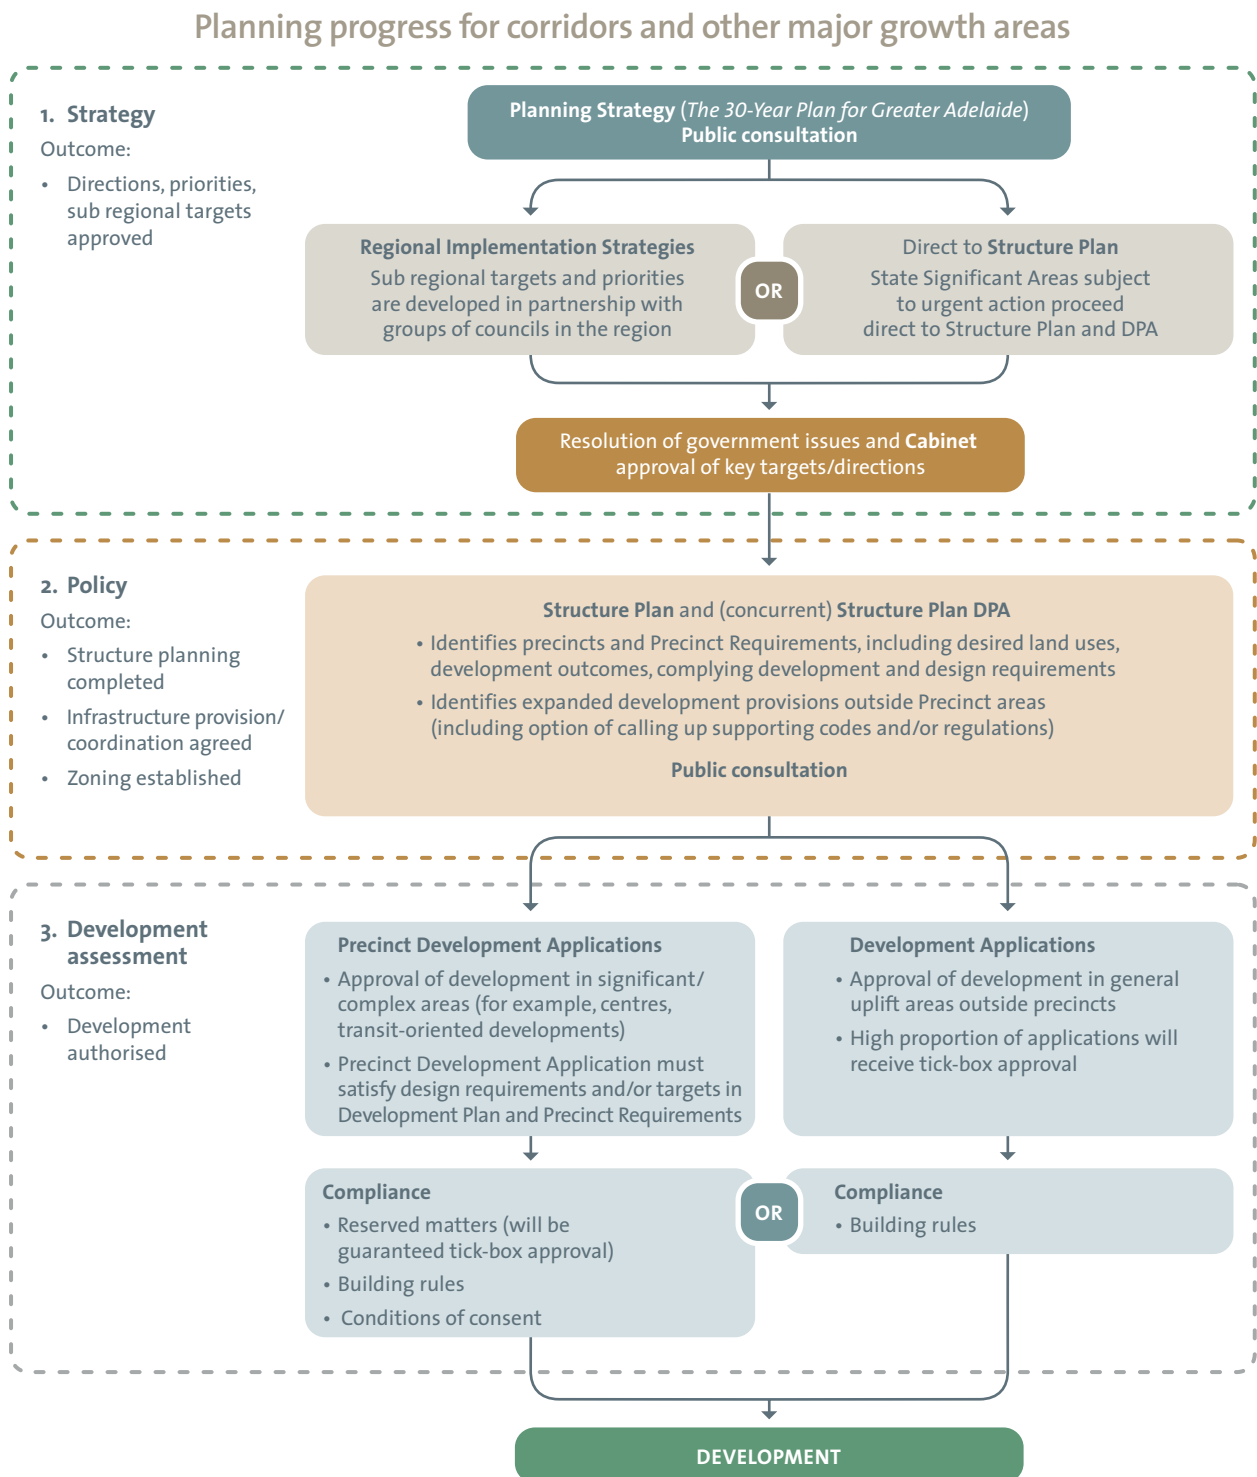 Planning progress for corridors and other major growth areas
1. Strategy
Outcome:
• Directions, priorities,
sub regional targets
approved
Planning Strategy (The 30-Year Plan for Greater Adelaide)
Public consultation
Regional Implementation Strategies
Sub regional targets and priorities
are developed in partnership with
groups of councils in the region
OR
Direct to Structure Plan
State Significant Areas subject
to urgent action proceed
direct to Structure Plan and DPA
Resolution of government issues and Cabinet
approval of key targets/directions
2. Policy
Outcome:
• Structure planning
completed
• Infrastructure provision/
coordination agreed
• Zoning established
Structure Plan and (concurrent) Structure Plan DPA
• Identifies precincts and Precinct Requirements, including desired land uses,
development outcomes, complying development and design requirements
• Identifies expanded development provisions outside Precinct areas
(including option of calling up supporting codes and/or regulations)
Public consultation
3. Development
assessment
Outcome:
• Development
authorised
Precinct Development Applications
• Approval of development in significant/
complex areas (for example, centres,
transit-oriented developments)
• Precinct Development Application must
satisfy design requirements and/or targets in
Development Plan and Precinct Requirements
Development Applications
• Approval of development in general
uplift areas outside precincts
• High proportion of applications will
receive tick-box approval
Compliance
• Reserved matters (will be
guaranteed tick-box approval)
• Building rules
• Conditions of consent
OR
Compliance
• Building rules
DEVELOPMENT